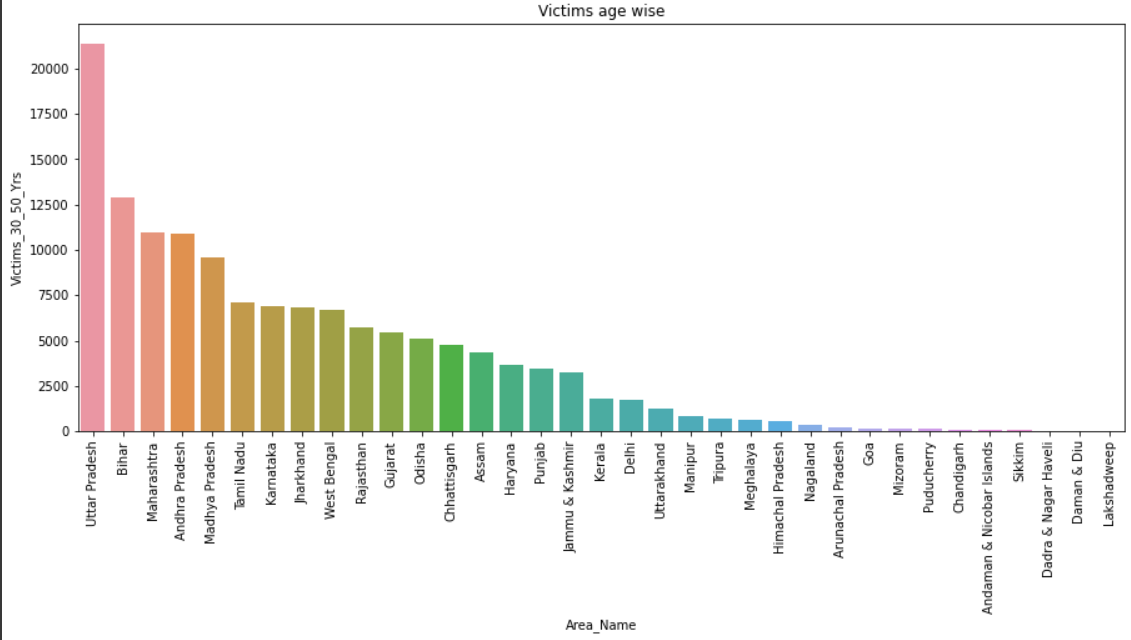 Victims age wise
Victims_30_50_Yrs
20000
17500
15000
12500
10000
7500
5000
2500
0
Uttar Pradesh
Bihar
Maharashtra
Andhra Pradesh
Madhya Pradesh
Tamil Nadu
Karnataka
Jharkhand
West Bengal
Rajasthan
Gujarat
Odisha
Chhattisgarh
Assam
Haryana
Punjab
Jammu & Kashmir
Kerala
Delhi
Uttarakhand
Manipur
Tripura
Meghalaya
Himachal Pradesh
Nagaland
Arunachal Pradesh
Goa
Mizoram
Puducherry
Chandigarh
Andaman & Nicobar Islands
Sikkim
Dadra & Nagar Haveli
Daman & Diu
Lakshadweep
Area_Name